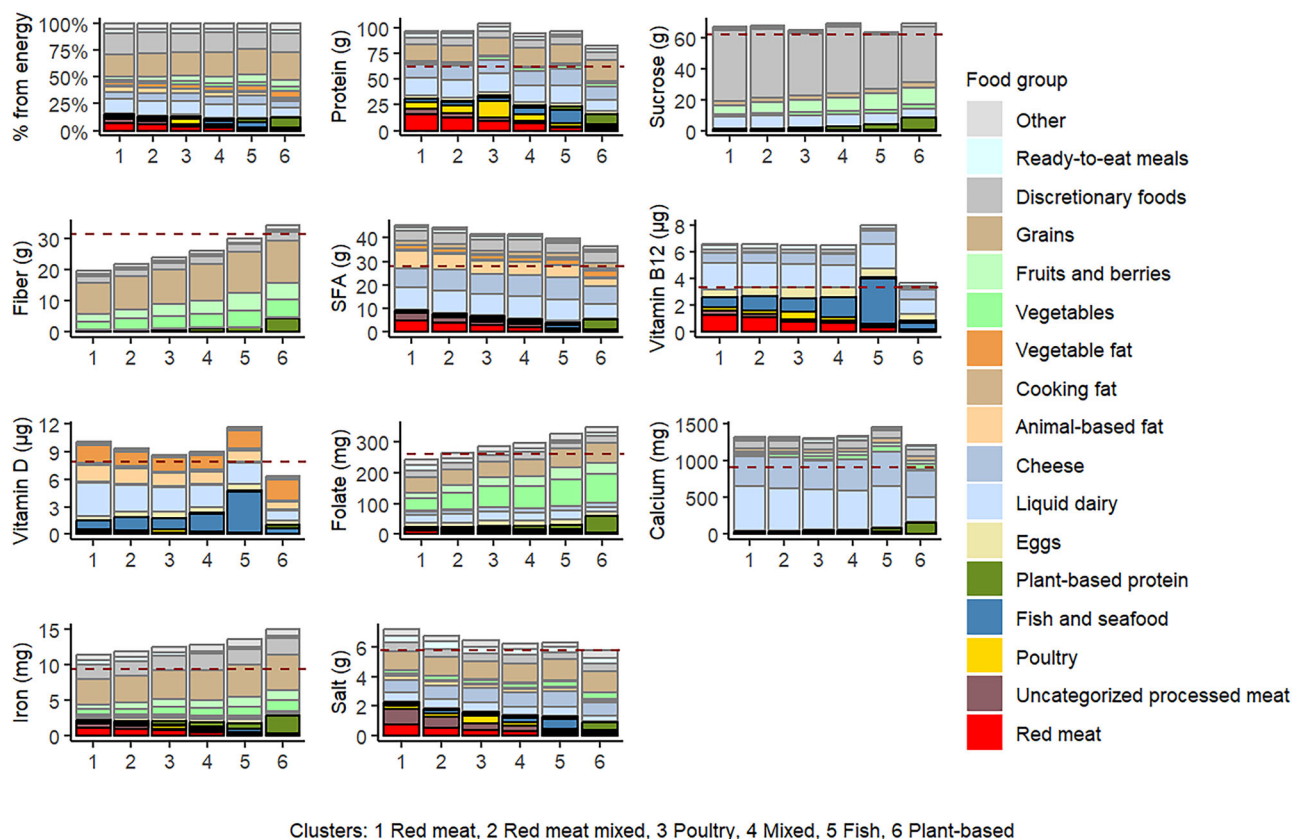 % from energy
100%
75%
50%
25%
0%
1 2 3 4 5 6
Protein (g)
100
75
50
25
0
1 2 3 4 5 6
Sucrose (g)
60
40
20
0
1 2 3 4 5 6
Fiber (g)
30
20
10
0
1 2 3 4 5 6
SFA (g)
40
30
20
10
0
1 2 3 4 5 6
Vitamin B12 (µg)
8
6
4
2
0
1 2 3 4 5 6
Vitamin D (µg)
12
9
6
3
0
1 2 3 4 5 6
Folate (mg)
300
200
100
0
1 2 3 4 5 6
Calcium (mg)
1500
1000
500
0
1 2 3 4 5 6
Iron (mg)
15
10
5
0
1 2 3 4 5 6
Salt (g)
6
4
2
0
1 2 3 4 5 6
Food group
Other
Ready-to-eat meals
Discretionary foods
Grains
Fruits and berries
Vegetables
Vegetable fat
Cooking fat
Animal-based fat
Cheese
Liquid dairy
Eggs
Plant-based protein
Fish and seafood
Poultry
Uncategorized processed meat
Red meat
Clusters: 1 Red meat, 2 Red meat mixed, 3 Poultry, 4 Mixed, 5 Fish, 6 Plant-based